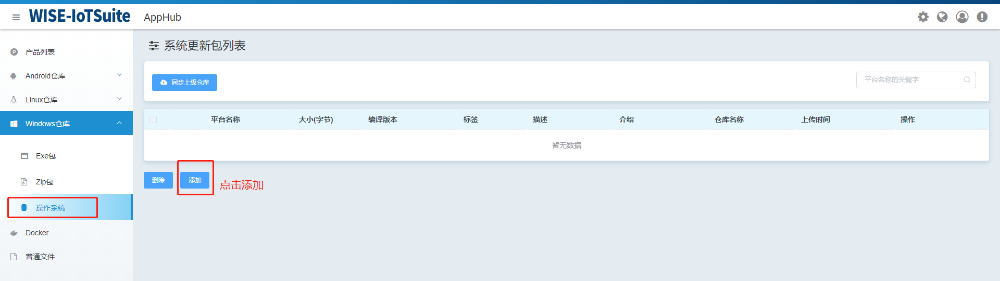 WISE-IoTSuite AppHub
产品列表
Android仓库
Linux仓库
Windows仓库
Exe包
Zip包
操作系统
Docker
普通文件
系统更新包列表
同步上级仓库
平台名称的关键字
平台名称 大小(字节) 编译版本 标签 描述 介绍 仓库名称 上传时间 操作
暂无数据
删除 添加 点击添加